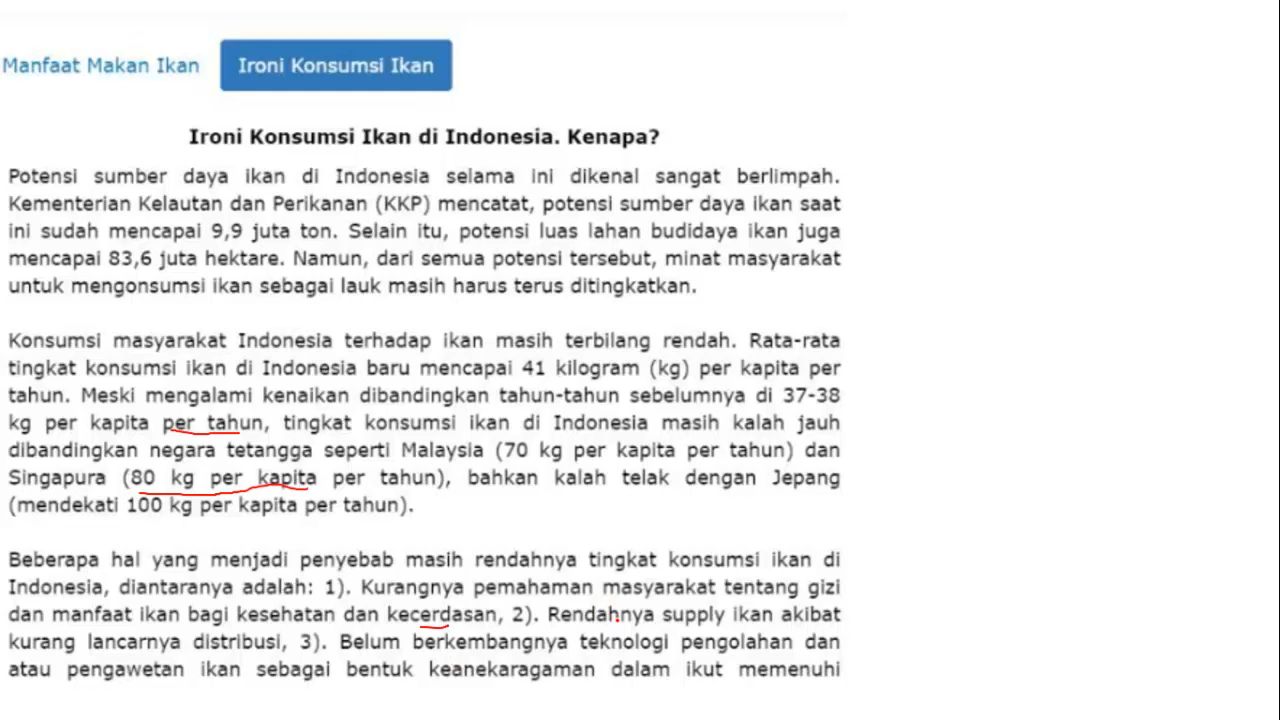 Manfaat Makan Ikan
Ironi Konsumsi Ikan
Ironi Konsumsi Ikan di Indonesia. Kenapa?
Potensi sumber daya ikan di Indonesia selama ini dikenal sangat berlimpah.
Kementerian Kelautan dan Perikanan (KKP) mencatat, potensi sumber daya ikan saat
ini sudah mencapai 9,9 juta ton. Selain itu, potensi luas lahan budidaya ikan juga
mencapai 83,6 juta hektare. Namun, dari semua potensi tersebut, minat masyarakat
untuk mengonsumsi ikan sebagai lauk masih harus terus ditingkatkan.
Konsumsi masyarakat Indonesia terhadap ikan masih terbilang rendah. Rata-rata
tingkat konsumsi ikan di Indonesia baru mencapai 41 kilogram (kg) per kapita per
tahun. Meski mengalami kenaikan dibandingkan tahun-tahun sebelumnya di 37-38
kg per kapita per tahun, tingkat konsumsi ikan di Indonesia masih kalah jauh
dibandingkan negara tetangga seperti Malaysia (70 kg per kapita per tahun) dan
Singapura (80 kg per kapita per tahun), bahkan kalah telak dengan Jepang
(mendekati 100 kg per kapita per tahun).
Beberapa hal yang menjadi penyebab masih rendahnya tingkat konsumsi ikan di
Indonesia, diantaranya adalah: 1). Kurangnya pemahaman masyarakat tentang gizi
dan manfaat ikan bagi kesehatan dan kecerdasan, 2). Rendahnya supply ikan akibat
kurang lancarnya distribusi, 3). Belum berkembangnya teknologi pengolahan dan
atau pengawetan ikan sebagai bentuk keanekaragaman dalam ikut memenuhi